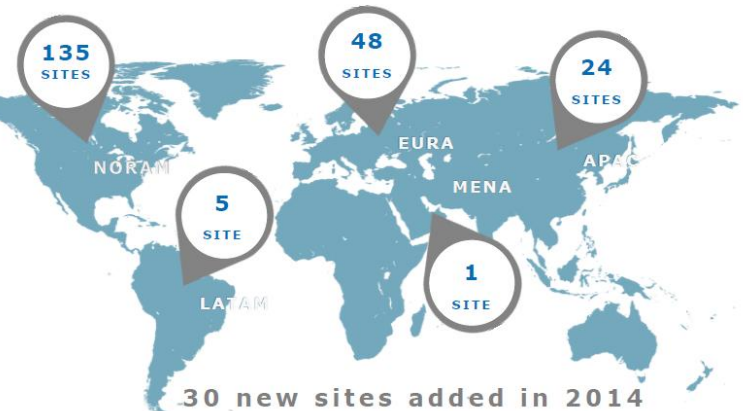 135
SITES
NORAM
48
SITES
EURA
24
SITES
APAC
MENA
5
SITE
LATAM
1
SITE
30 new sites added in 2014